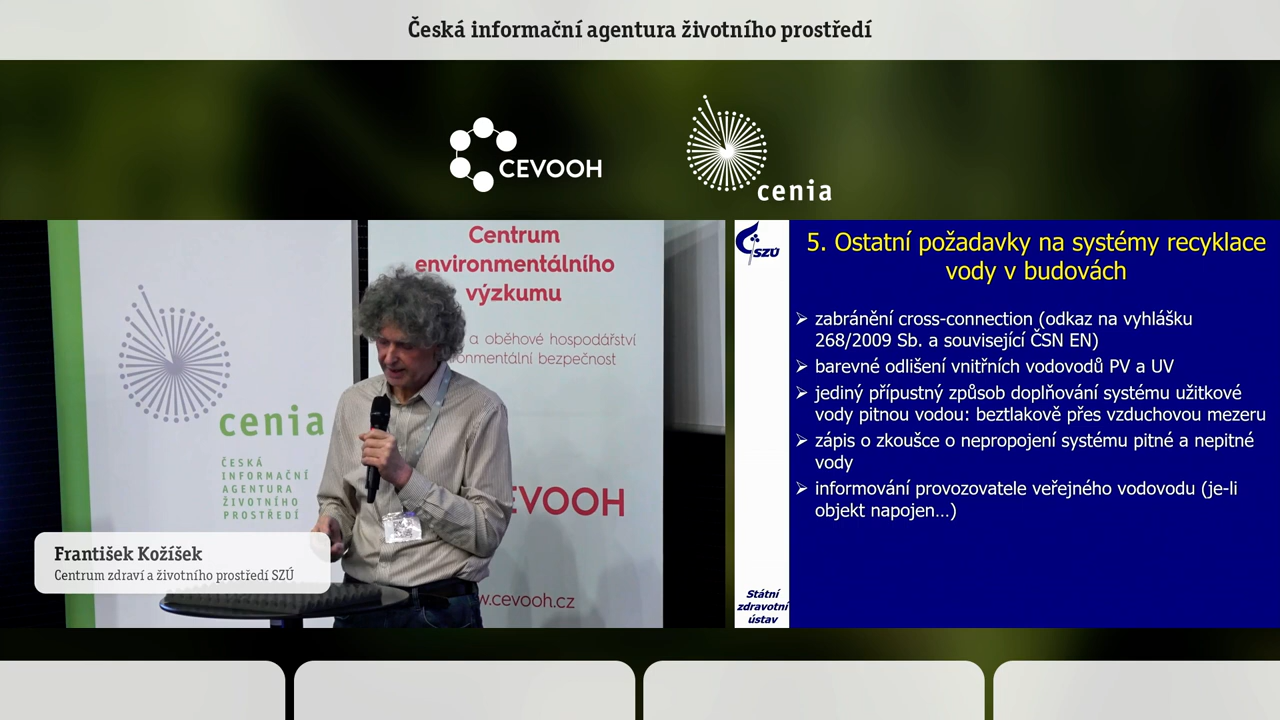 Česká informační agentura životního prostředí
CEVOOH
cenia
cenia
ČESKÁ
INFORMAČNÍ
AGENTURA
ŽIVOTNÍHO
PROSTŘEDÍ
Centrum
environmentálního
výzkumu
a oběhové hospodářství
bezpečnost
EVOOH
w.cevooh.cz
František Kožíšek
Centrum zdraví a životního prostředí SZÚ
SZÚ
5. Ostatní požadavky na systémy recyklace
vody v budovách
➢ zabránění cross-connection (odkaz na vyhlášku
268/2009 Sb. a související ČSN EN)
➢ barevné odlišení vnitřních vodovodů PV a UV
➢ jediný přípustný způsob doplňování systému užitkové
vody pitnou vodou: beztlakově přes vzduchovou mezeru
➢ zápis o zkoušce o nepropojení systému pitné a nepitné
vody
➢ informování provozovatele veřejného vodovodu (je-li
objekt napojen…)
Státní
zdravotní
ústav